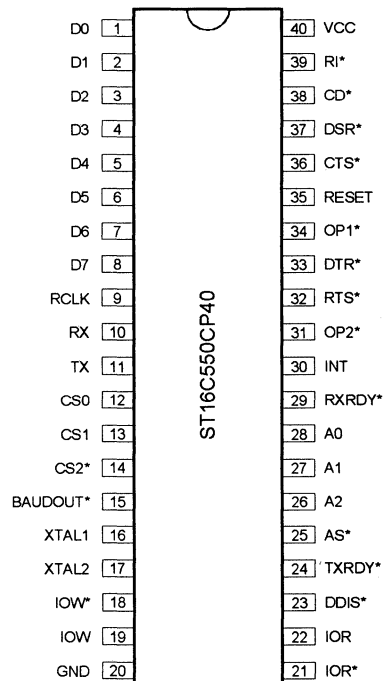 D0 1 40 VCC
D1 2 39 RI*
D2 3 38 CD*
D3 4 37 DSR*
D4 5 36 CTS*
D5 6 35 RESET
D6 7 34 OP1*
D7 8 33 DTR*
RCLK 9 32 RTS*
RX 10 31 OP2*
TX 11 30 INT
CS0 12 29 RXRDY*
CS1 13 28 A0
CS2* 14 27 A1
BAUDOUT* 15 26 A2
XTAL1 16 25 AS*
XTAL2 17 24 TXRDY*
IOW* 18 23 DDIS*
IOW 19 22 IOR
GND 20 21 IOR*
ST16C550CP40